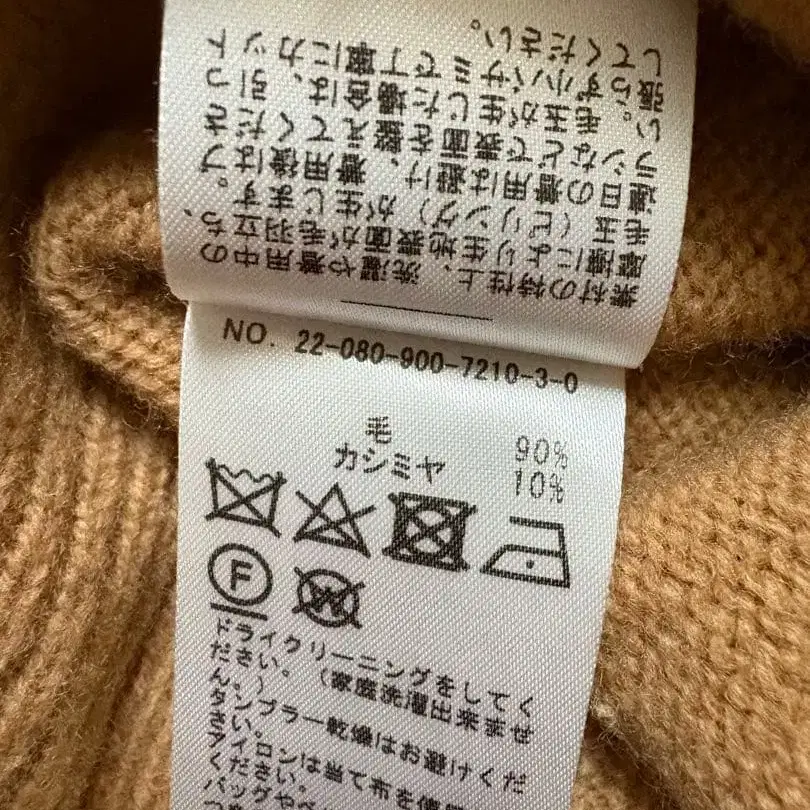 素材の特性上、洗濯や着用中の
摩擦により生地表面が毛羽立ち、
毛玉(ピリング)が生じます。
連日の着用は避け、着用後はブ
ラシなどで表面を整えてくださ
い。毛玉が生じた場合は、引っ
張らず小バサミで丁寧にカット
してください。
NO. 22-080-900-7210-3-0
毛 90%
カシミヤ 10%
F W
ドライクリーニングをしてく
ださい。(家庭洗濯出来ませ
ん。)
タンブラー乾燥はお避けくだ
さい。
アイロンは当て布を使用
ください。
バッグやベ